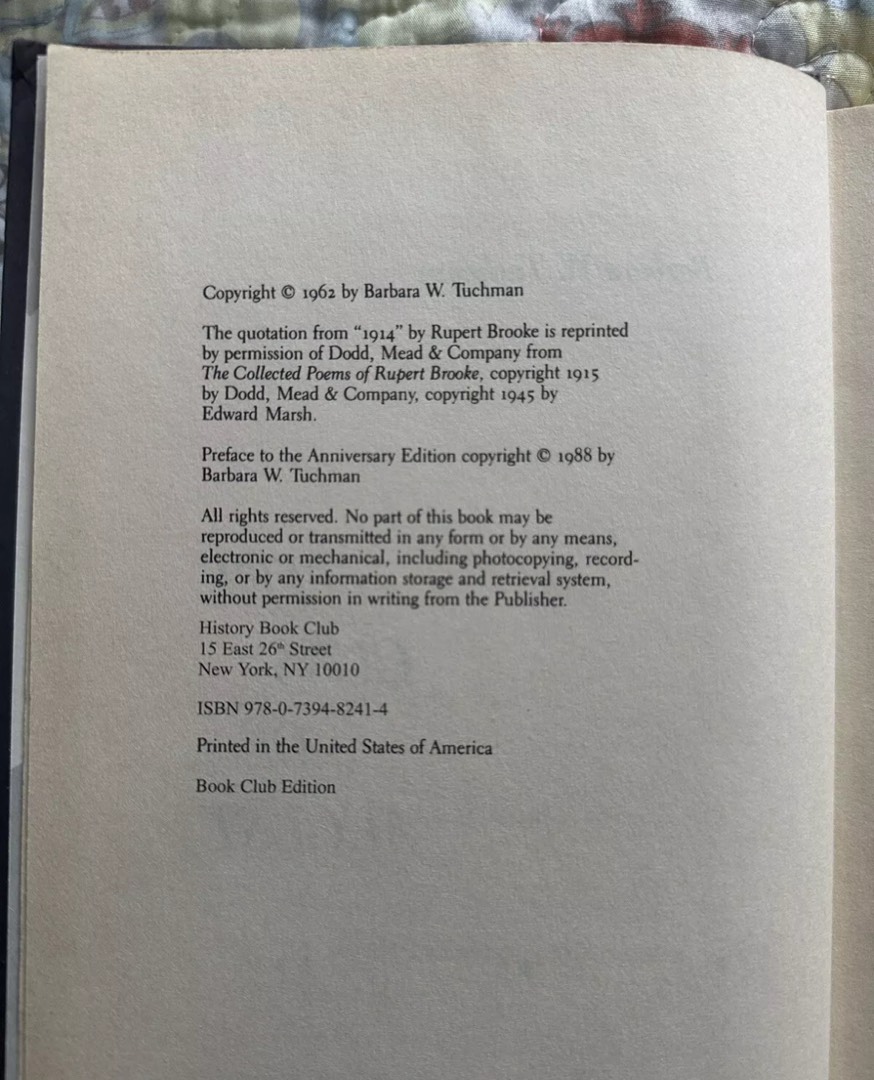 Copyright © 1962 by Barbara W. Tuchman
The quotation from “1914” by Rupert Brooke is reprinted
by permission of Dodd, Mead & Company from
The Collected Poems of Rupert Brooke, copyright 1915
by Dodd, Mead & Company, copyright 1945 by
Edward Marsh.
Preface to the Anniversary Edition copyright © 1988 by
Barbara W. Tuchman
All rights reserved. No part of this book may be
reproduced or transmitted in any form or by any means,
electronic or mechanical, including photocopying, record-
ing, or by any information storage and retrieval system,
without permission in writing from the Publisher.
History Book Club
15 East 26th Street
New York, NY 10010
ISBN 978-0-7394-8241-4
Printed in the United States of America
Book Club Edition